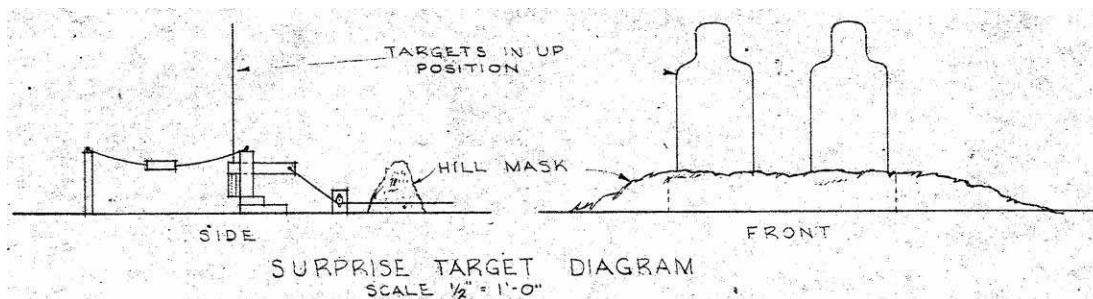 TARGETS IN UP
POSITION
HILL MASK
SIDE
FRONT
SURPRISE TARGET DIAGRAM
SCALE ½" = 1'-0"